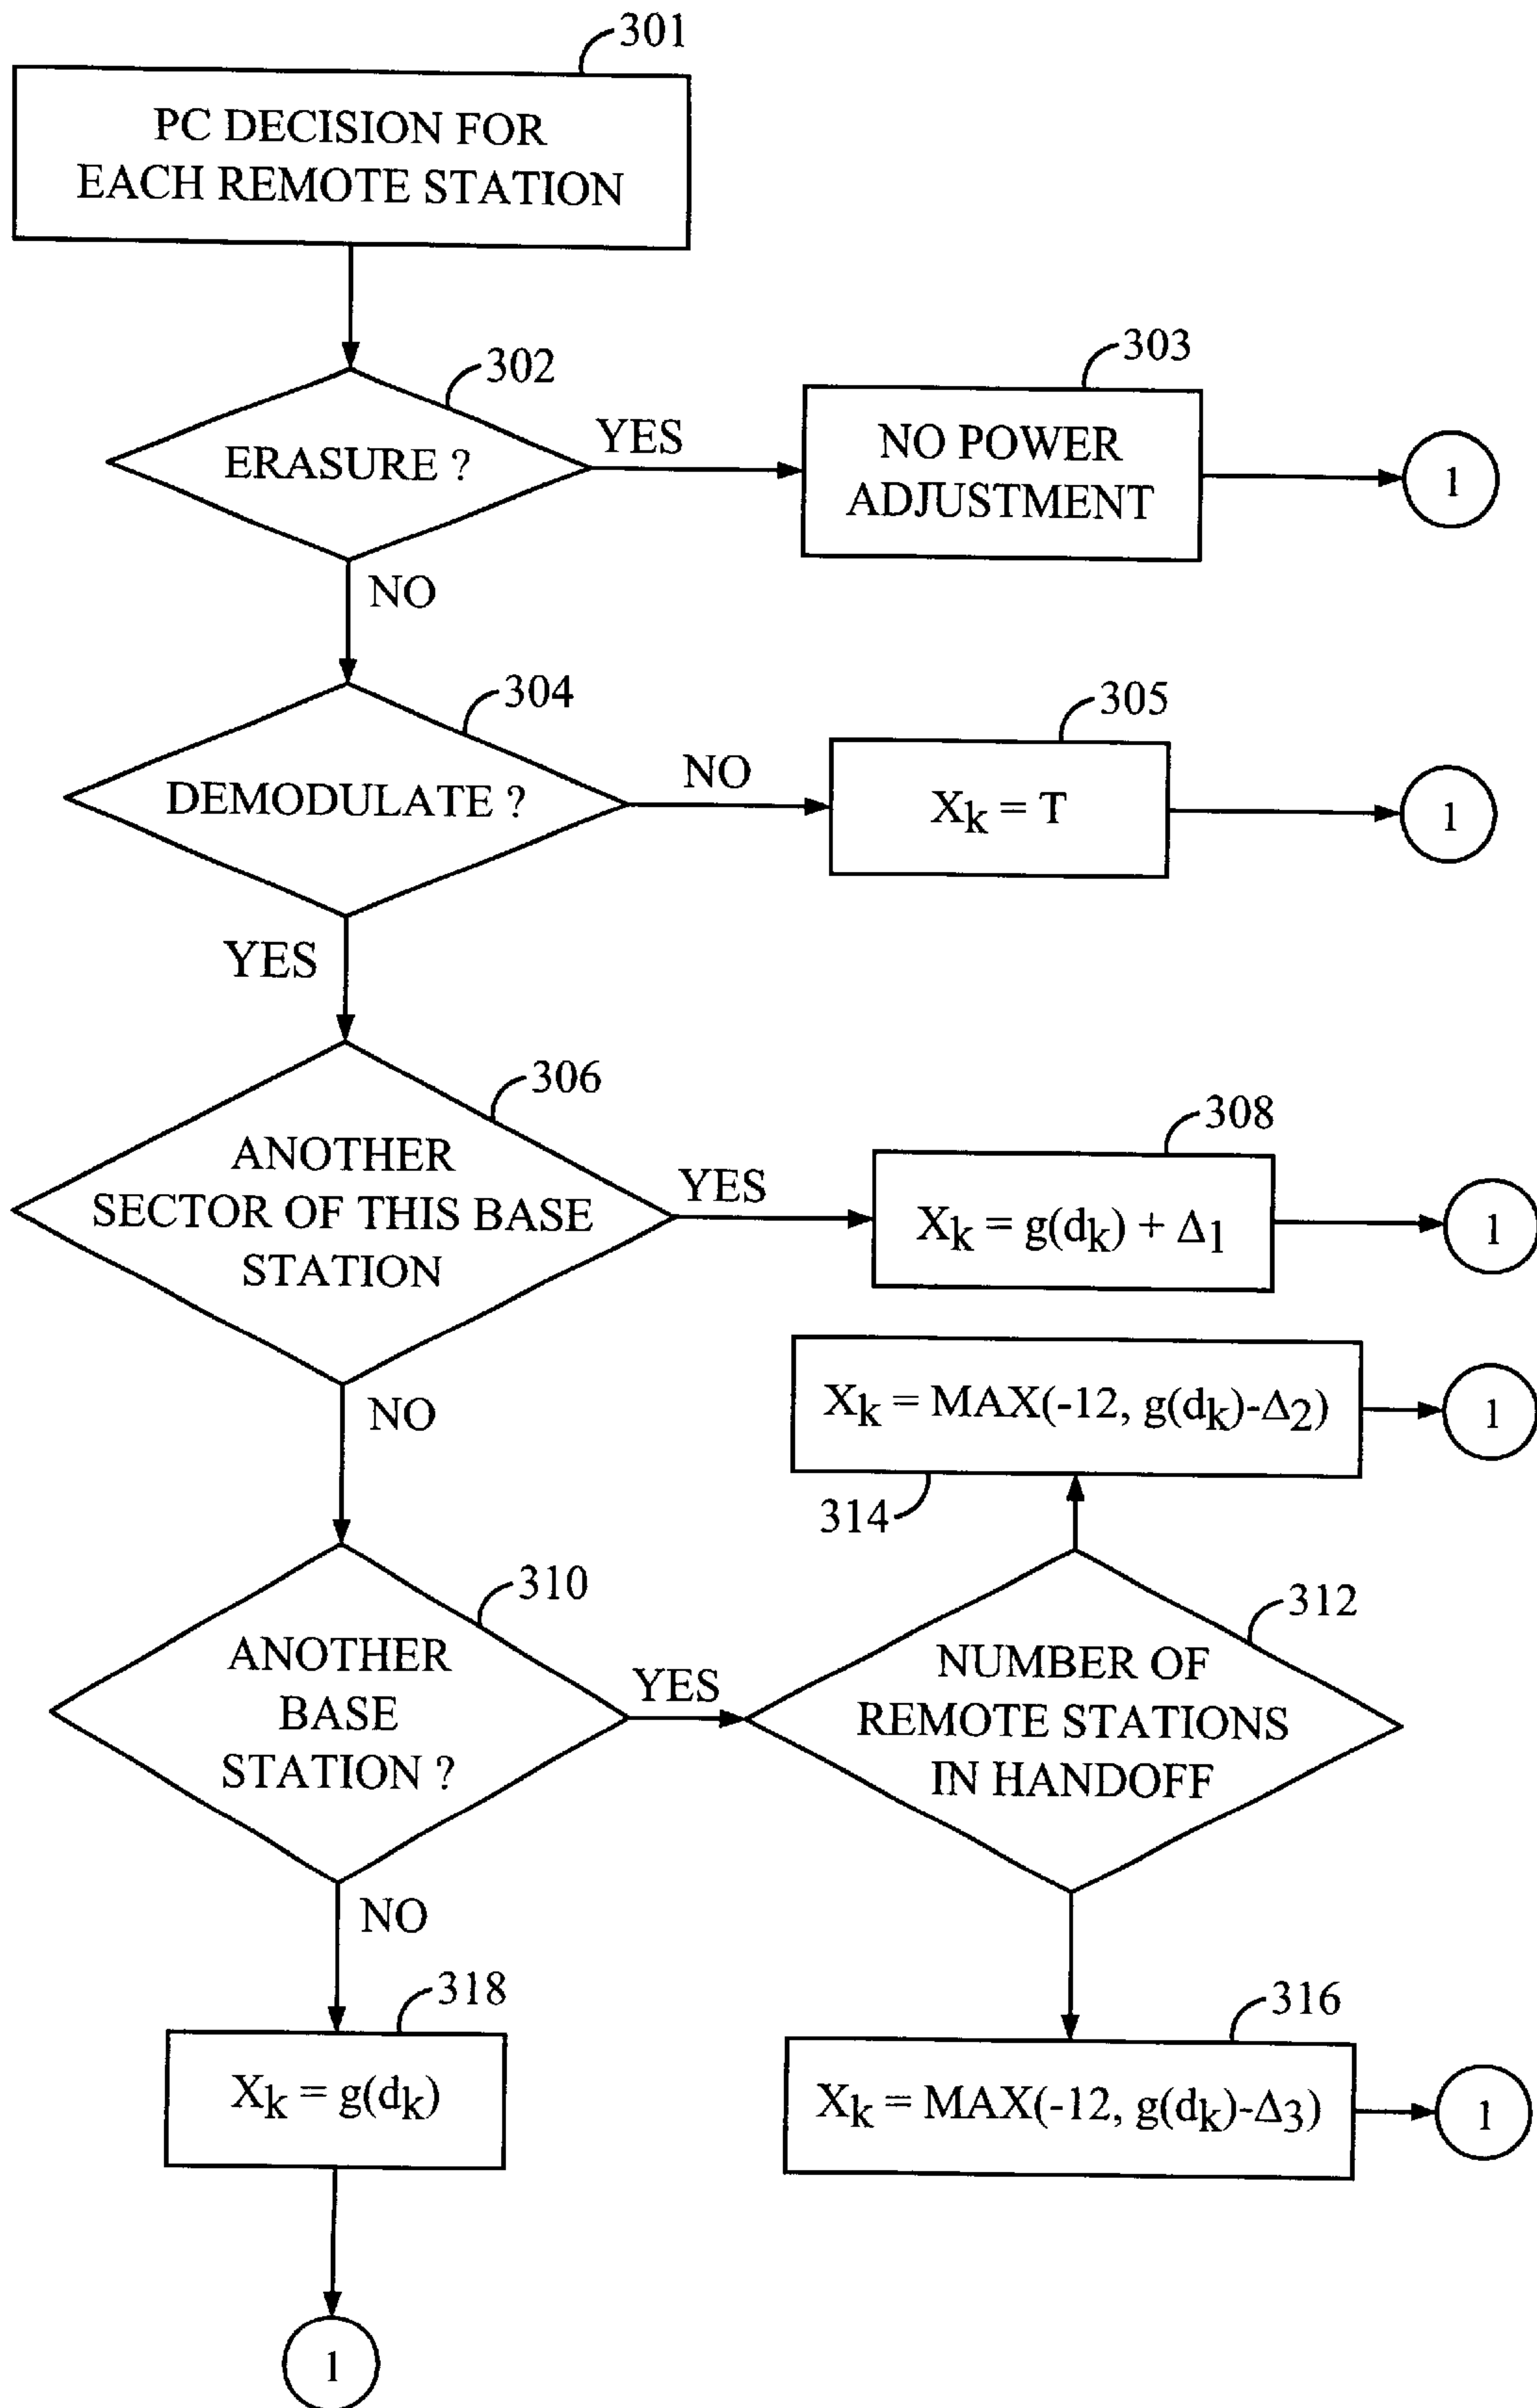 301
PC DECISION FOR
EACH REMOTE STATION
302
ERASURE ?
YES
303
NO POWER
ADJUSTMENT
1
NO
304
DEMODULATE ?
NO
305
Xk = T
1
YES
306
ANOTHER
SECTOR OF THIS BASE
STATION
YES
308
Xk = g(dk) + Δ1
1
NO
Xk = MAX(-12, g(dk)-Δ2)
1
314
310
ANOTHER
BASE
STATION ?
YES
312
NUMBER OF
REMOTE STATIONS
IN HANDOFF
NO
318
Xk = g(dk)
316
Xk = MAX(-12, g(dk)-Δ3)
1
1